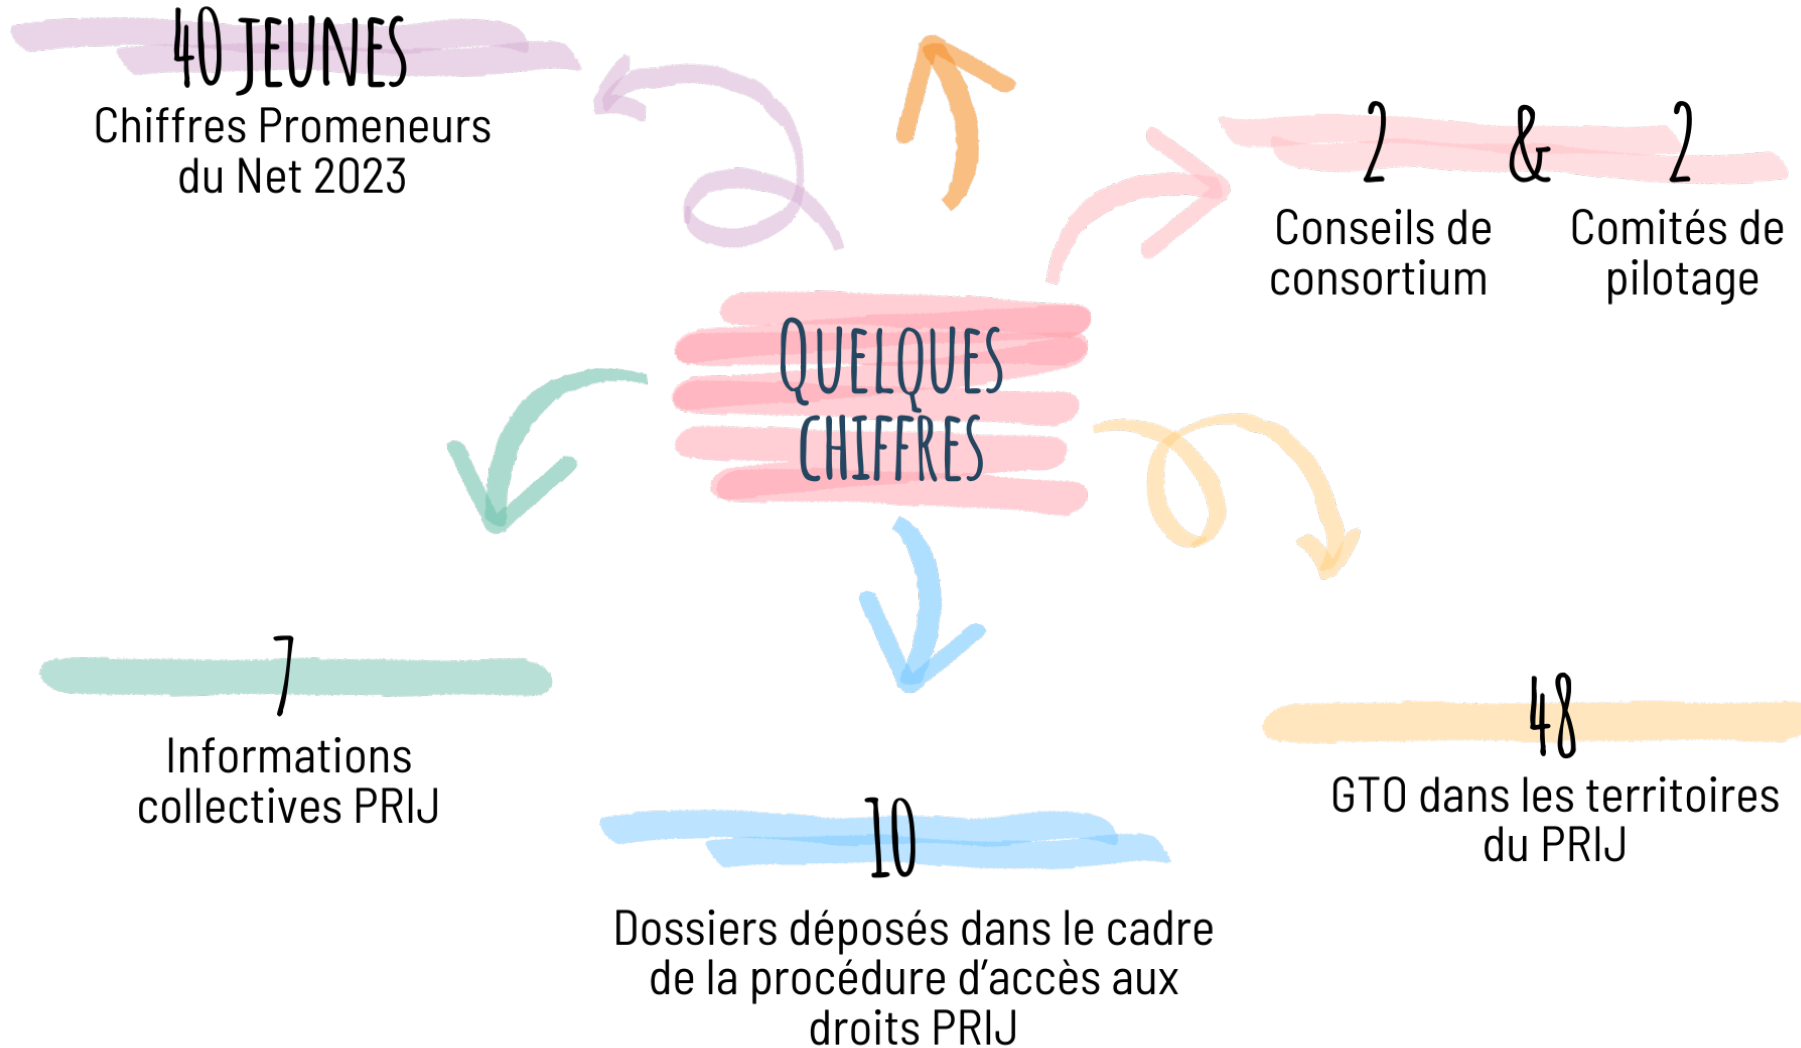 40 JEUNES
Chiffres Promeneurs
du Net 2023
2 & 2
Conseils de
consortium
Comités de
pilotage
QUELQUES
CHIFFRES
7
Informations
collectives PRIJ
48
GTO dans les territoires
du PRIJ
10
Dossiers déposés dans le cadre
de la procédure d’accès aux
droits PRIJ